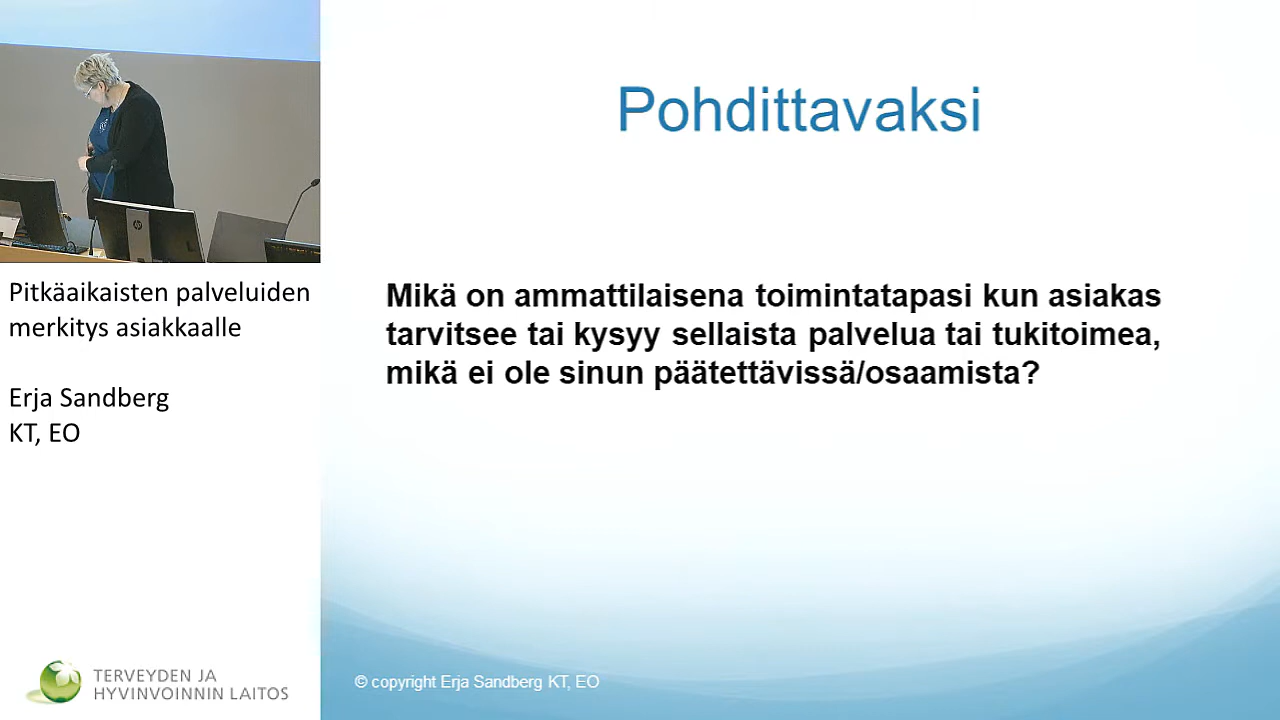 Pohdittavaksi
Mikä on ammattilaisena toimintatapasi kun asiakas
tarvitsee tai kysyy sellaista palvelua tai tukitoimea,
mikä ei ole sinun päätettävissä/osaamista?
Pitkäaikaisten palveluiden
merkitys asiakkaalle
Erja Sandberg
KT, EO
TERVEYDEN JA
HYVINVOINNIN LAITOS
© copyright Erja Sandberg KT, EO